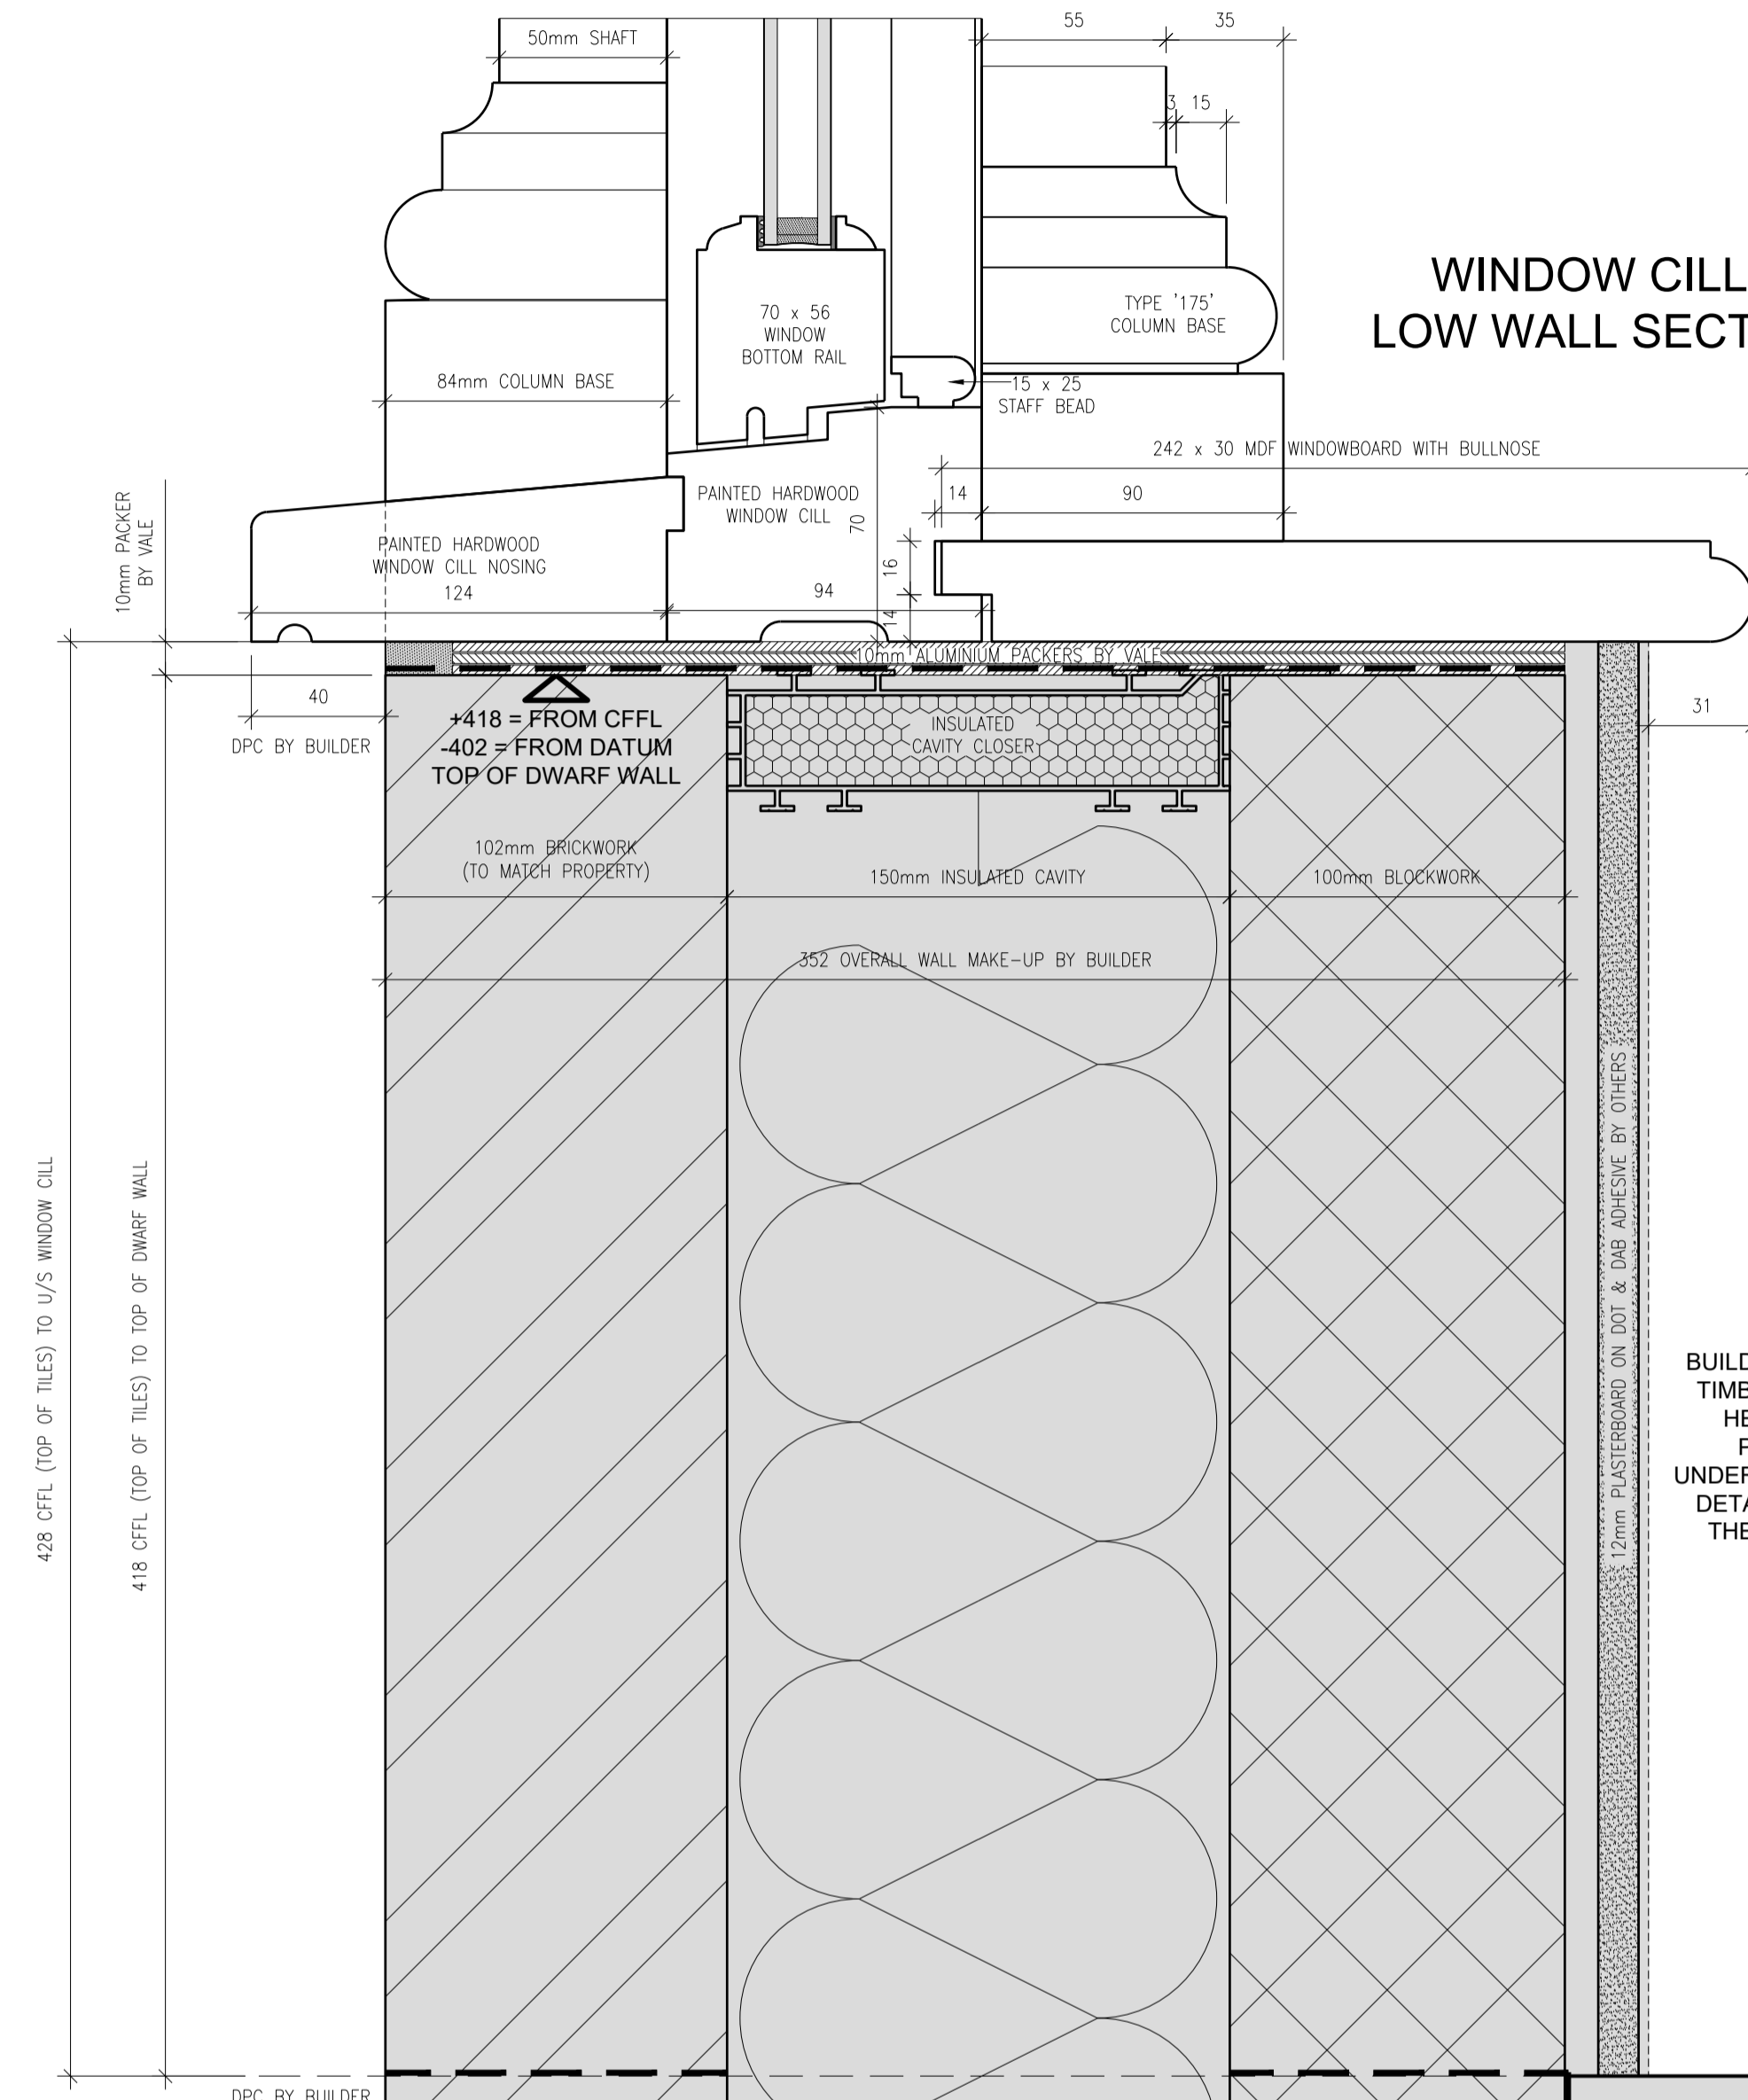 50mm SHAFT
55
35
3
15
WINDOW CILL
LOW WALL SECT
TYPE '175'
COLUMN BASE
70 x 56
WINDOW
BOTTOM RAIL
84mm COLUMN BASE
15 x 25
STAFF BEAD
242 x 30 MDF WINDOWBOARD WITH BULLNOSE
14
90
PAINTED HARDWOOD
WINDOW CILL
70
10mm PACKER
BY VALE
PAINTED HARDWOOD
WINDOW CILL NOSING
124
94
16
14
10mm ALUMINIUM PACKERS BY VALE
40
DPC BY BUILDER
31
+418 = FROM CFFL
-402 = FROM DATUM
TOP OF DWARF WALL
INSULATED
CAVITY CLOSER
102mm BRICKWORK
(TO MATCH PROPERTY)
150mm INSULATED CAVITY
100mm BLOCKWORK
352 OVERALL WALL MAKE-UP BY BUILDER
428 CFFL (TOP OF TILES) TO U/S WINDOW CILL
418 CFFL (TOP OF TILES) TO TOP OF DWARF WALL
12mm PLASTERBOARD ON DOT & DAB ADHESIVE BY OTHERS
BUILD
TIMB
HE
UNDER
DETA
THE
DPC BY BUILDER